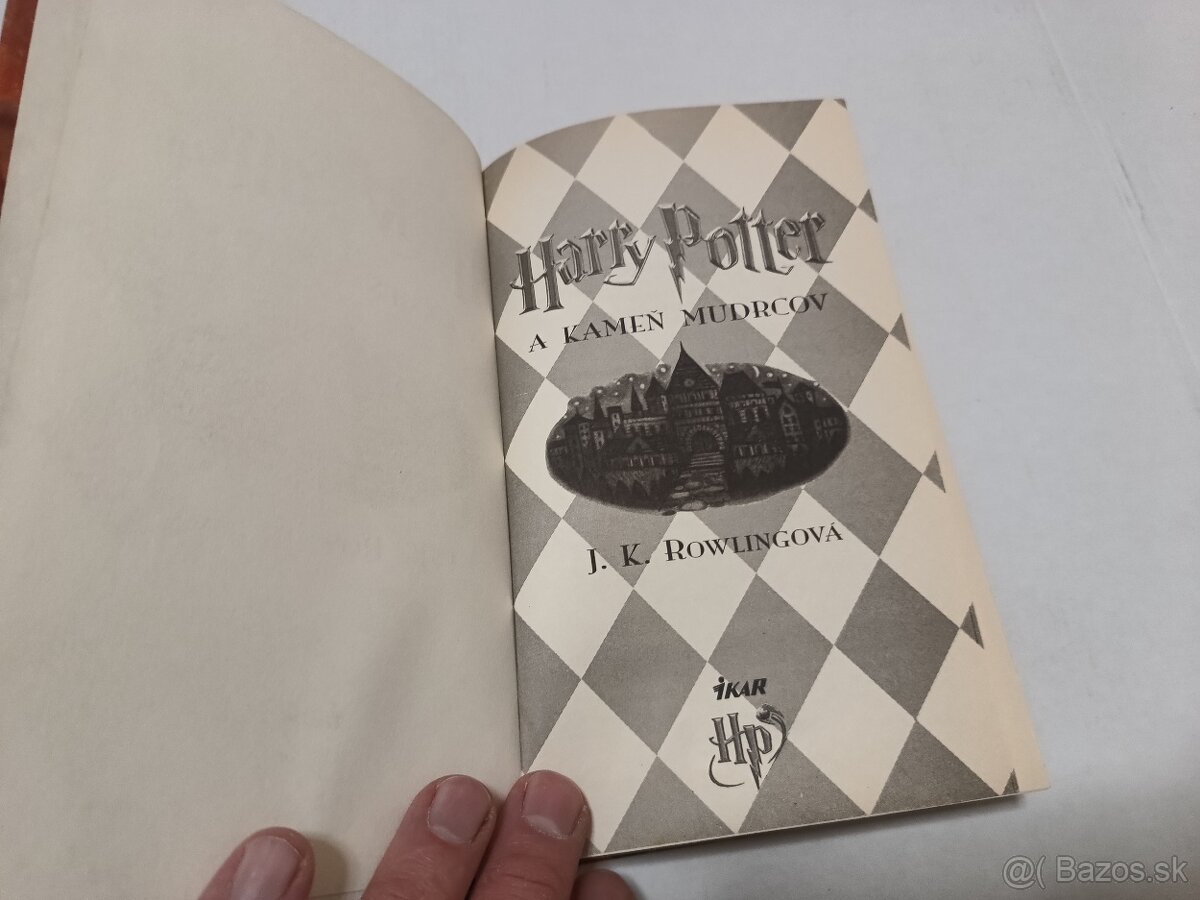 Harry Potter
A KAMEŇ MUDRCOV
J. K. ROWLINGOVÁ
iKAR
Hp
@( Bazos.sk